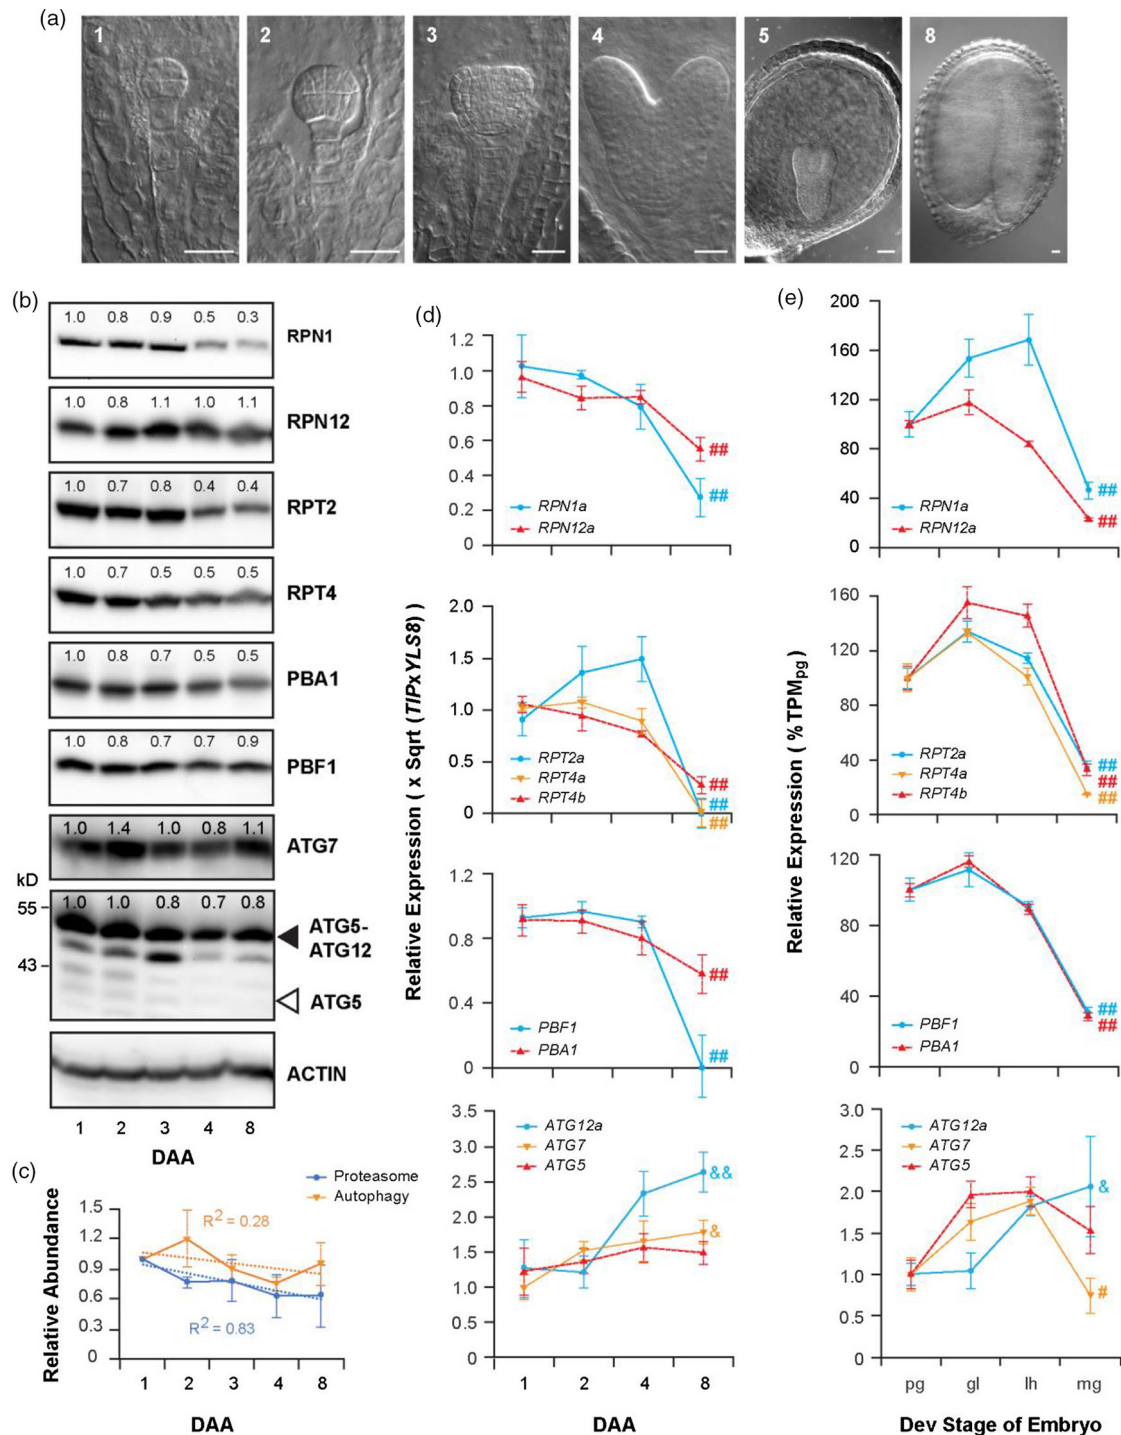 (a)
1 2 3 4 5 8
(b)
1.0 0.8 0.9 0.5 0.3
RPN1
1.0 0.8 1.1 1.0 1.1
RPN12
1.0 0.7 0.8 0.4 0.4
RPT2
1.0 0.7 0.5 0.5 0.5
RPT4
1.0 0.8 0.7 0.5 0.5
PBA1
1.0 0.8 0.7 0.7 0.9
PBF1
1.0 1.4 1.0 0.8 1.1
ATG7
kD
55
43
1.0 1.0 0.8 0.7 0.8
ATG5-
ATG12
ATG5
ACTIN
1 2 3 4 8
DAA
(c)
Proteasome
Autophagy
Relative Abundance
1.5
1.2
0.9
0.6
0.3
0
R2 = 0.28
R2 = 0.83
1 2 3 4 8
DAA
(d)
Relative Expression ( x Sqrt (TIPxYLS8) )
1.2
1.0
0.8
0.6
0.4
0.2
0
RPN1a
RPN12a
##
##
2.0
1.5
1.0
0.5
0
RPT2a
RPT4a
RPT4b
##
##
##
1.2
0.8
0.4
0
PBF1
PBA1
##
##
3.5
3.0
2.5
2.0
1.5
1.0
0.5
0
ATG12a
ATG7
ATG5
&&
&
1 2 4 8
DAA
(e)
Relative Expression ( %TPMpg)
200
160
120
80
40
0
RPN1a
RPN12a
##
##
160
120
80
40
0
RPT2a
RPT4a
RPT4b
##
##
##
120
80
40
0
PBF1
PBA1
##
##
3.0
2.5
2.0
1.5
1.0
0.5
0
ATG12a
ATG7
ATG5
&
#
pg gl lh mg
Dev Stage of Embryo